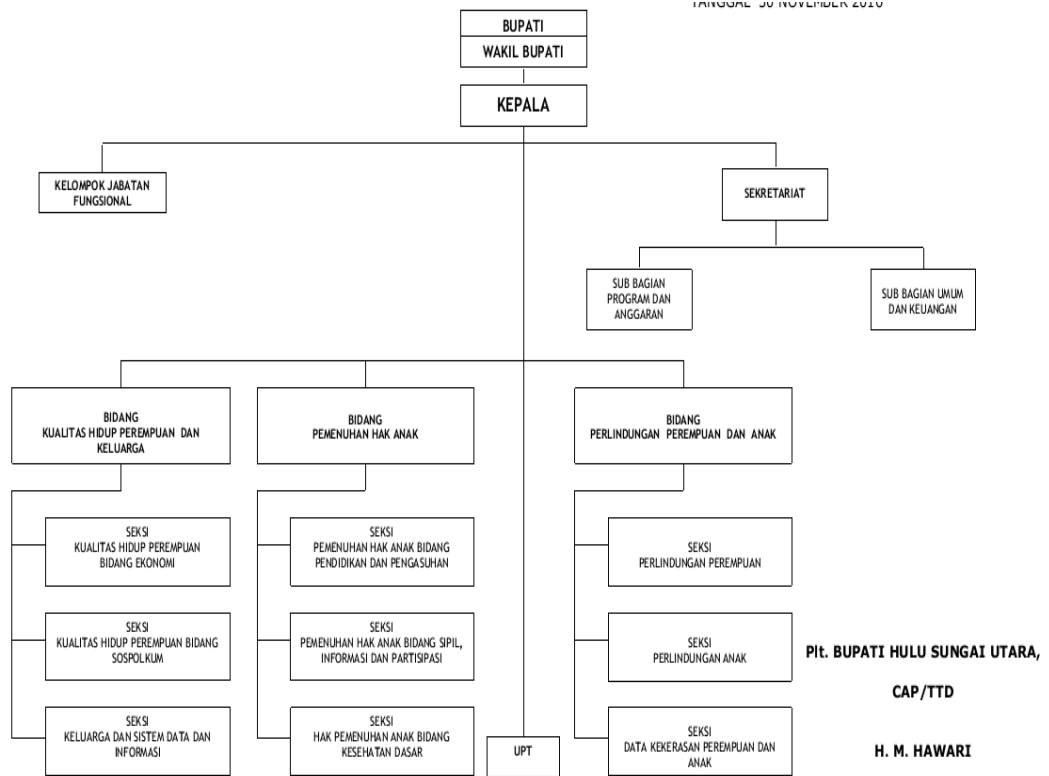 TANGGAL 30 NOVEMBER 2016
BUPATI
WAKIL BUPATI
KEPALA
KELOMPOK JABATAN
FUNGSIONAL
SEKRETARIAT
SUB BAGIAN
PROGRAM DAN
ANGGARAN
SUB BAGIAN UMUM
DAN KEUANGAN
BIDANG
KUALITAS HIDUP PEREMPUAN DAN
KELUARGA
BIDANG
PEMENUHAN HAK ANAK
BIDANG
PERLINDUNGAN PEREMPUAN DAN ANAK
SEKSI
KUALITAS HIDUP PEREMPUAN
BIDANG EKONOMI
SEKSI
PEMENUHAN HAK ANAK BIDANG
PENDIDIKAN DAN PENGASUHAN
SEKSI
PERLINDUNGAN PEREMPUAN
SEKSI
KUALITAS HIDUP PEREMPUAN BIDANG
SOSPOLKUM
SEKSI
PEMENUHAN HAK ANAK BIDANG SIPIL,
INFORMASI DAN PARTISIPASI
SEKSI
PERLINDUNGAN ANAK
SEKSI
KELUARGA DAN SISTEM DATA DAN
INFORMASI
SEKSI
HAK PEMENUHAN ANAK BIDANG
KESEHATAN DASAR
UPT
SEKSI
DATA KEKERASAN PEREMPUAN DAN
ANAK
Plt. BUPATI HULU SUNGAI UTARA,
CAP/TTD
H. M. HAWARI